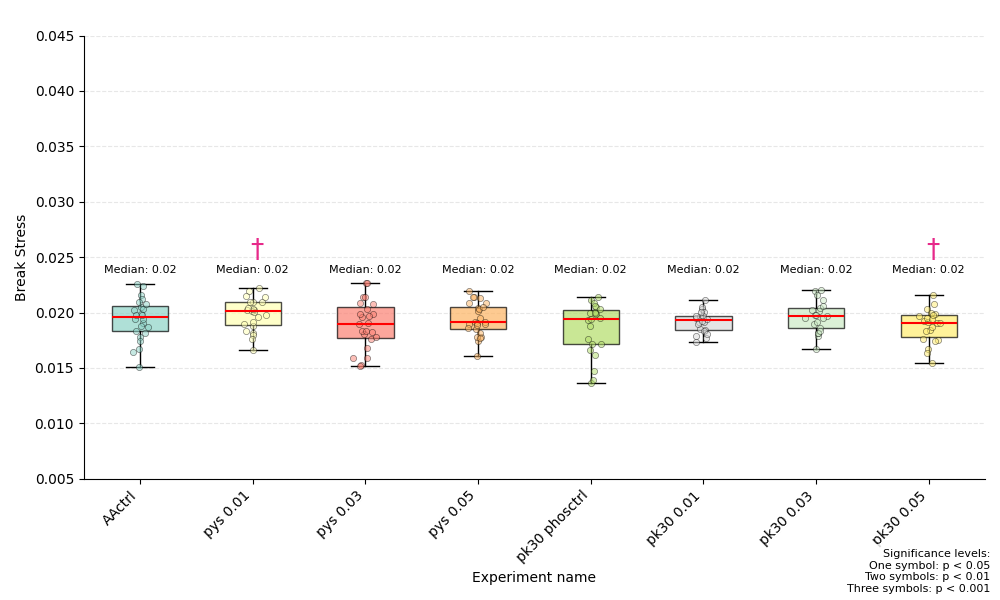 0.045
0.040
0.035
0.030
0.025
0.020
0.015
0.010
0.005
Break Stress
† †
Median: 0.02 Median: 0.02 Median: 0.02 Median: 0.02 Median: 0.02 Median: 0.02 Median: 0.02 Median: 0.02
AActrl
pys 0.01
pys 0.03
pys 0.05
pk30 phosctrl
pk30 0.01
pk30 0.03
pk30 0.05
Experiment name
Significance levels:
One symbol: p < 0.05
Two symbols: p < 0.01
Three symbols: p < 0.001